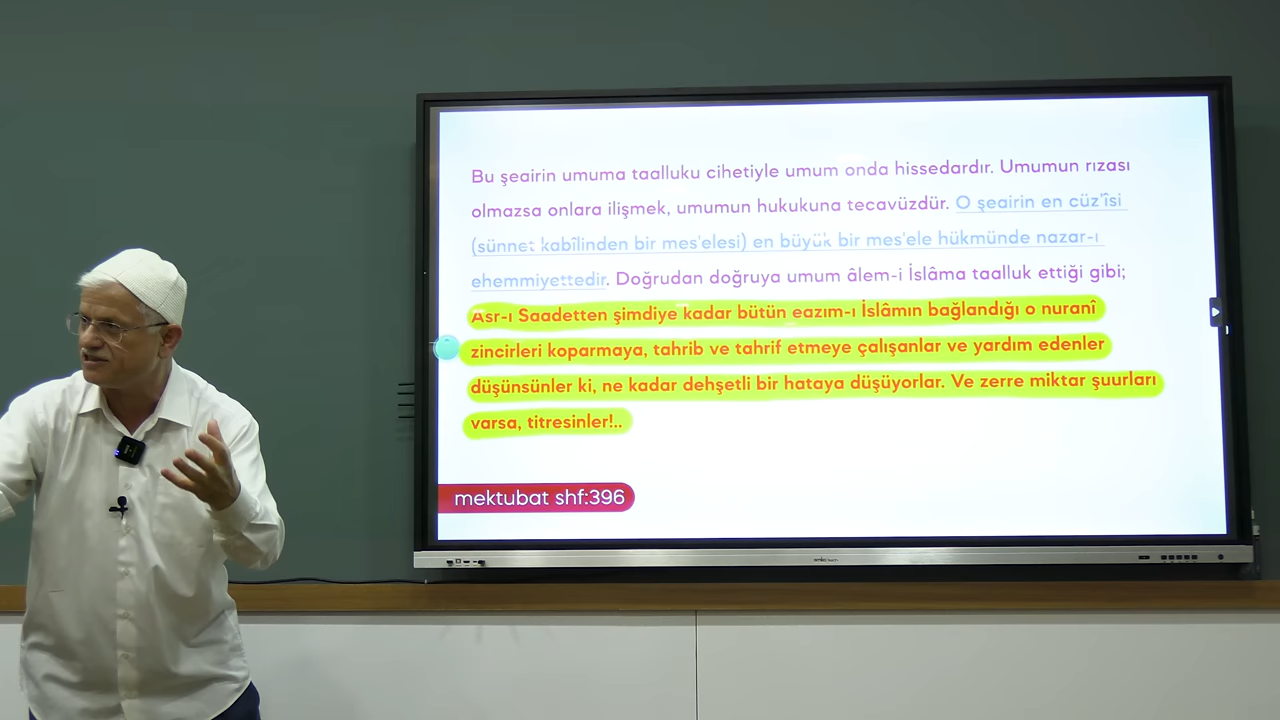 Bu şeairin umuma taalluku cihetiyle umum onda hissedardır. Umumun rızası
olmazsa onlara ilişmek, umumun hukukuna tecavüzdür. O şeairin en cüz'îsi
(sünnet kabîlinden bir mes'elesi) en büyük bir mes'ele hükmünde nazar-ı
ehemmiyettedir. Doğrudan doğruya umum âlem-i İslâma taalluk ettiği gibi;
Asr-ı Saadetten şimdiye kadar bütün eazım-ı İslâmın bağlandığı o nuranî
zincirleri koparmaya, tahrib ve tahrif etmeye çalışanlar ve yardım edenler
düşünsünler ki, ne kadar dehşetli bir hataya düşüyorlar. Ve zerre miktar şuurları
varsa, titresinler!..
mektubat shf:396